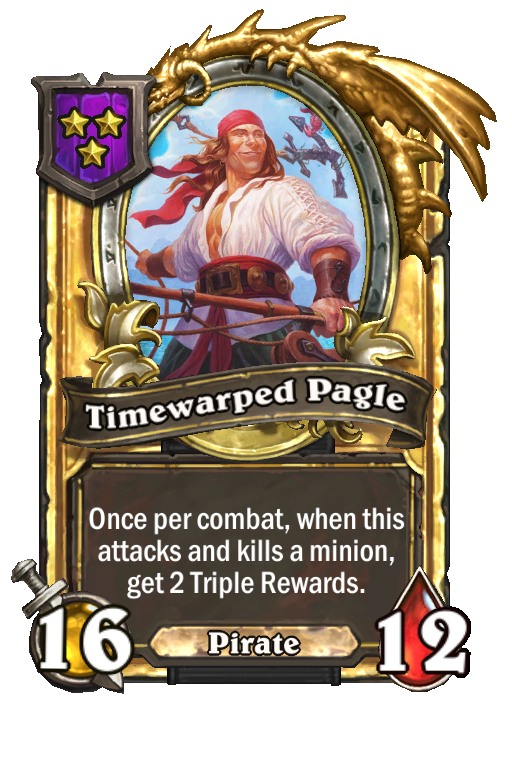 Timewarped Pagle
Once per combat, when this
attacks and kills a minion,
get 2 Triple Rewards.
16
Pirate
12